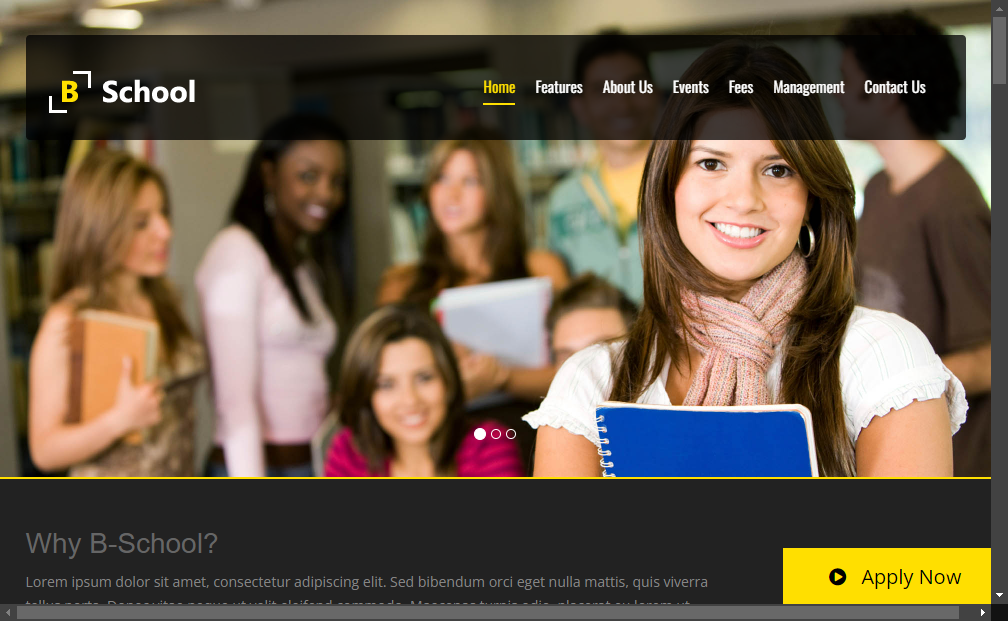 B School
Home Features About Us Events Fees Management Contact Us
Why B-School?
Lorem ipsum dolor sit amet, consectetur adipiscing elit. Sed bibendum orci eget nulla mattis, quis viverra
Apply Now